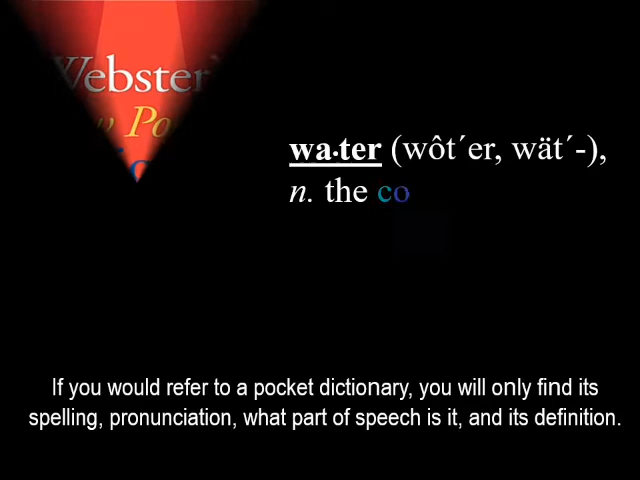 Webster'
w Po
wa·ter (wôt´er, wät´-),
n. the co
If you would refer to a pocket dictionary, you will only find its
spelling, pronunciation, what part of speech is it, and its definition.